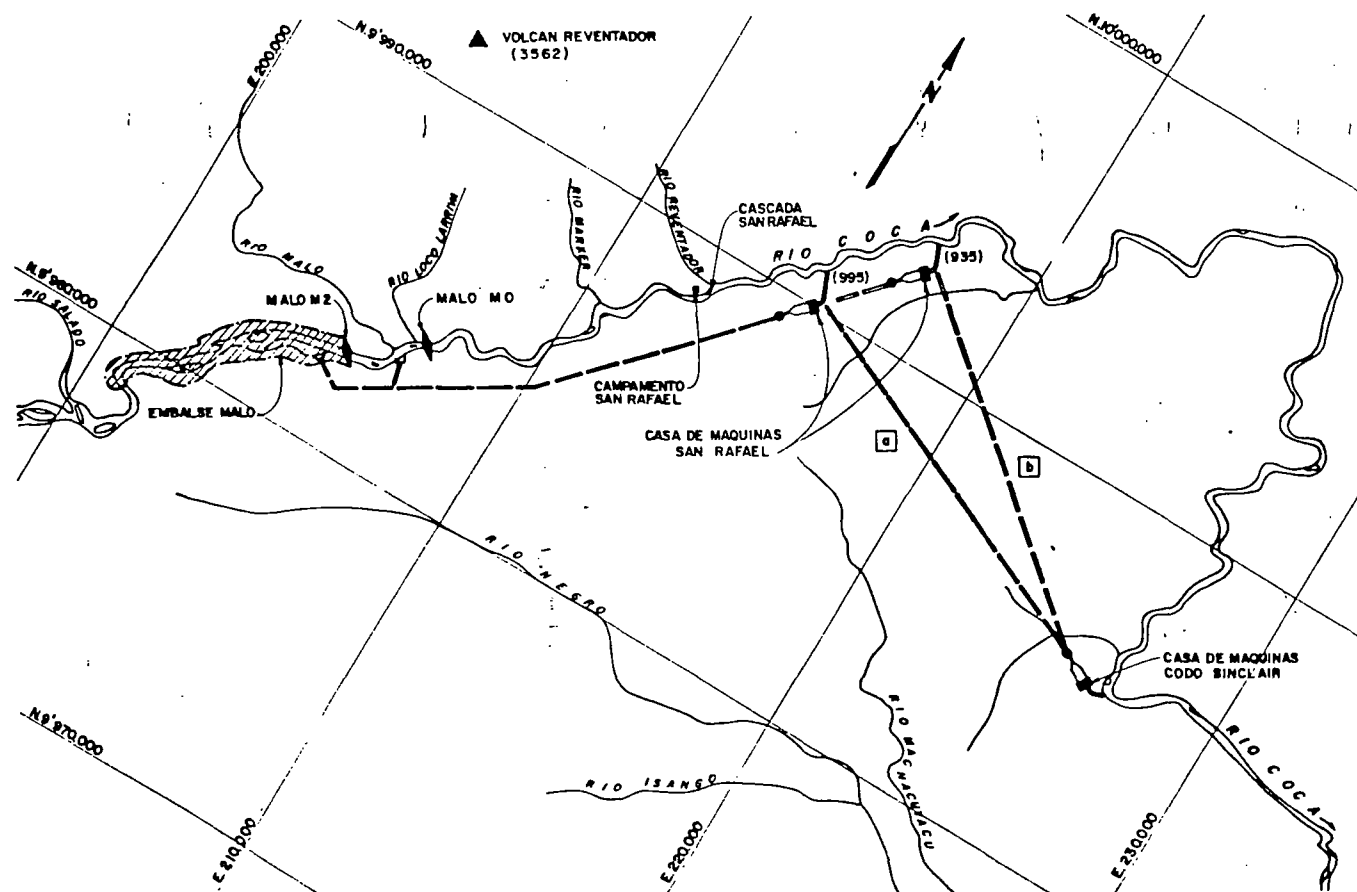 N.9'990.000
VOLCAN REVENTADOR
(3562)
N.10'000.000
E.200.000
N
RIO MARKER
RIO REVENTADOR
CASCADA
SAN RAFAEL
RIO LOCO LARRIVA
RIO COCA
RIO MALO
(995)
(935)
N.9'980.000
RIO SALADO
MALO M2
MALO M0
EMBALSE MALO
CAMPAMENTO
SAN RAFAEL
CASA DE MAQUINAS
SAN RAFAEL
a
b
RIO NEGRO
CASA DE MAQUINAS
CODO SINCLAIR
RIO MACHACUYACU
N.9'970.000
RIO ISANGO
RIO COCA
E.210.000
E.220.000
E.230.000